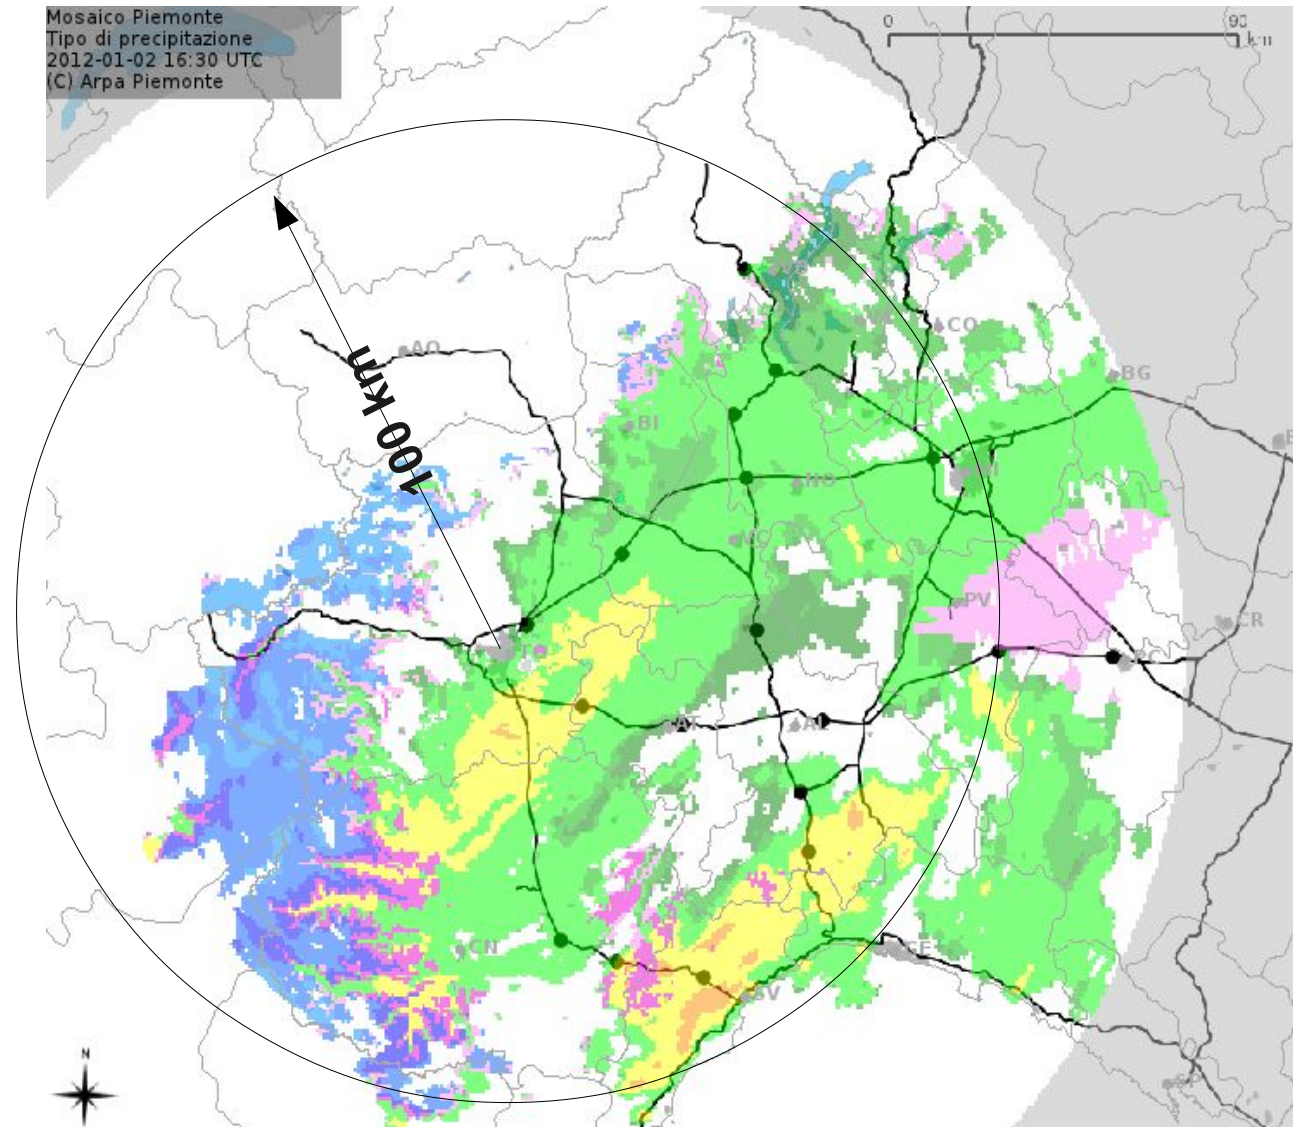 Mosaico Piemonte
Tipo di precipitazione
2012-01-02 16:30 UTC
(C) Arpa Piemonte
0 90
km
CO
AO
BG
BI
NO
100 km
PV
CR
AT
AL
CN
GE
SV
SP
N